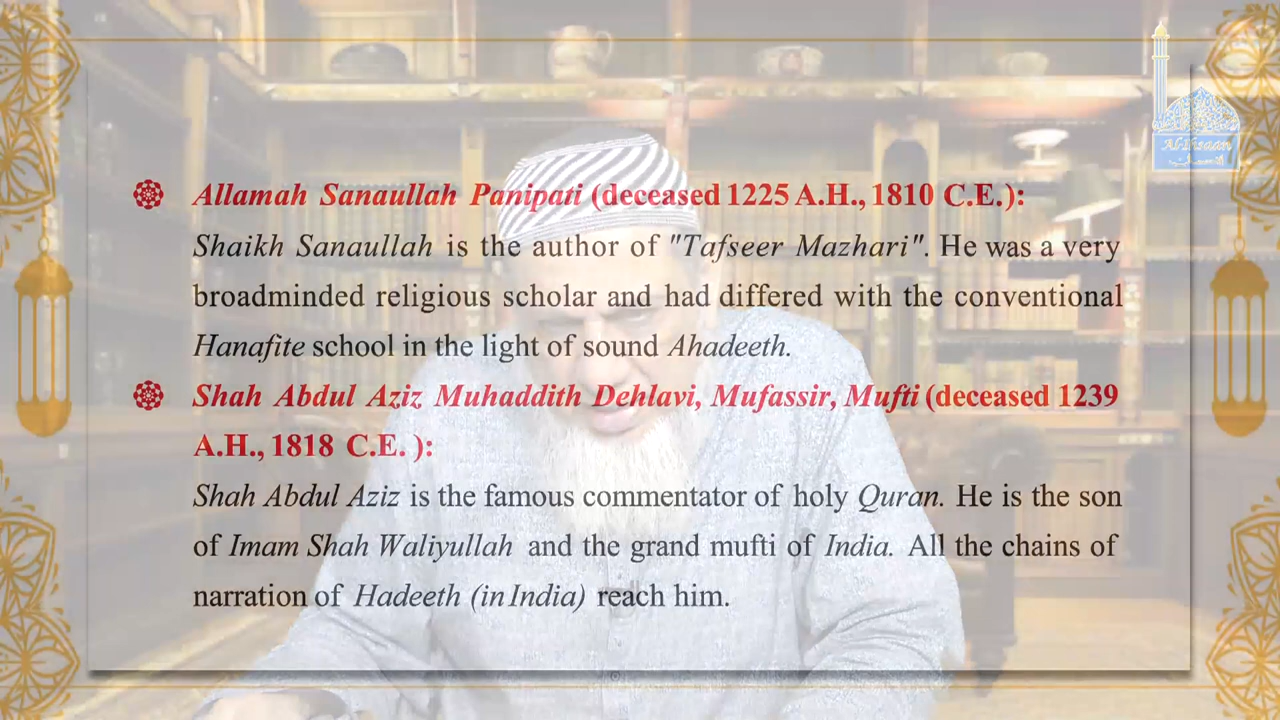 Al-Ihsaan
Allamah Sanaullah Panipati (deceased 1225 A.H., 1810 C.E.):
Shaikh Sanaullah is the author of "Tafseer Mazhari". He was a very
broadminded religious scholar and had differed with the conventional
Hanafite school in the light of sound Ahadeeth.
Shah Abdul Aziz Muhaddith Dehlavi, Mufassir, Mufti (deceased 1239
A.H., 1818 C.E. ):
Shah Abdul Aziz is the famous commentator of holy Quran. He is the son
of Imam Shah Waliyullah and the grand mufti of India. All the chains of
narration of Hadeeth (in India) reach him.